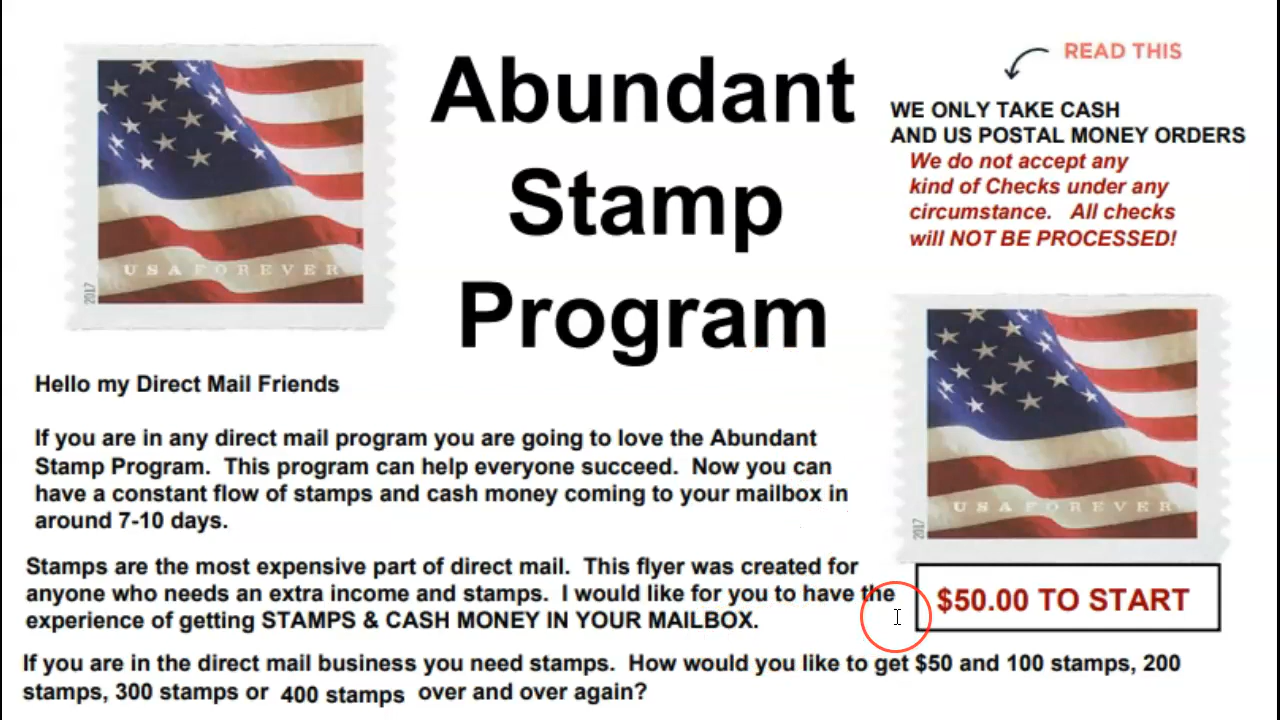 Abundant
Stamp
Program
READ THIS
WE ONLY TAKE CASH
AND US POSTAL MONEY ORDERS
We do not accept any
kind of Checks under any
circumstance. All checks
will NOT BE PROCESSED!
USA FOREVER
2017
Hello my Direct Mail Friends
If you are in any direct mail program you are going to love the Abundant
Stamp Program. This program can help everyone succeed. Now you can
have a constant flow of stamps and cash money coming to your mailbox in
around 7-10 days.
USA FOREVER
2017
Stamps are the most expensive part of direct mail. This flyer was created for
anyone who needs an extra income and stamps. I would like for you to have the
experience of getting STAMPS & CASH MONEY IN YOUR MAILBOX.
$50.00 TO START
If you are in the direct mail business you need stamps. How would you like to get $50 and 100 stamps, 200
stamps, 300 stamps or 400 stamps over and over again?